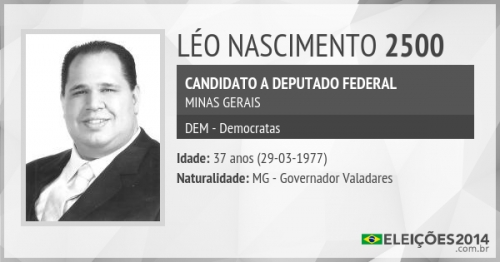 LÉO NASCIMENTO 2500
CANDIDATO A DEPUTADO FEDERAL
MINAS GERAIS
DEM - Democratas
Idade: 37 anos (29-03-1977)
Naturalidade: MG - Governador Valadares
ELEIÇÕES2014
.com.br